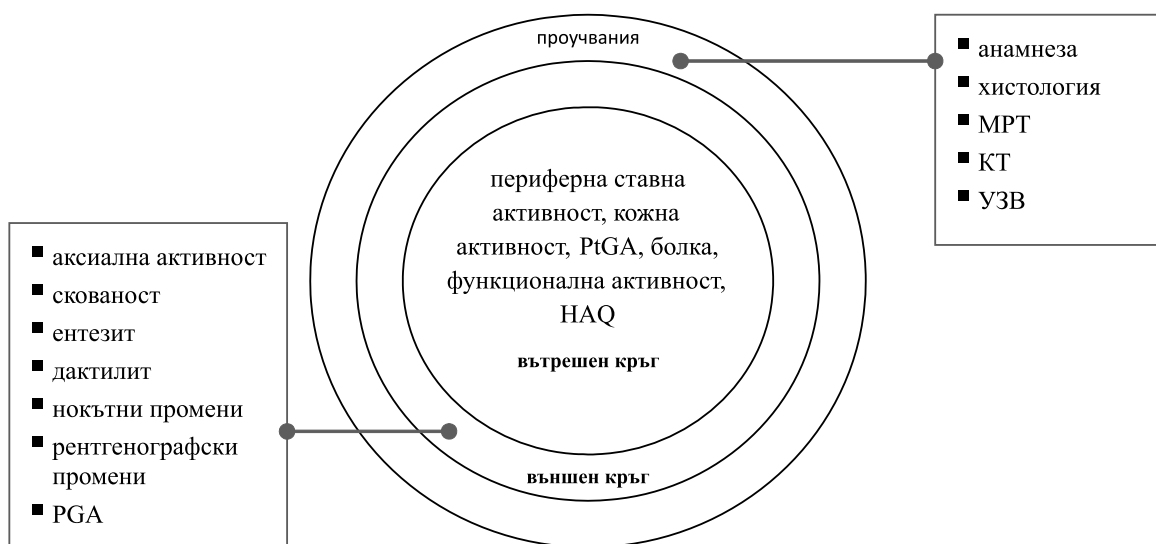 проучвания
анамнеза
хистология
МРТ
КТ
УЗВ
периферна ставна
активност, кожна
активност, PtGA, болка,
функционална активност,
HAQ
вътрешен кръг
аксиална активност
скованост
ентезит
дактилит
нокътни промени
рентгенографски
промени
PGA
външен кръг